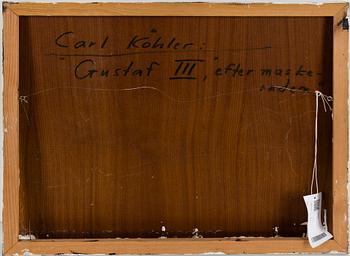 Carl Köhler:
"Gustaf III", efter maske-
raden